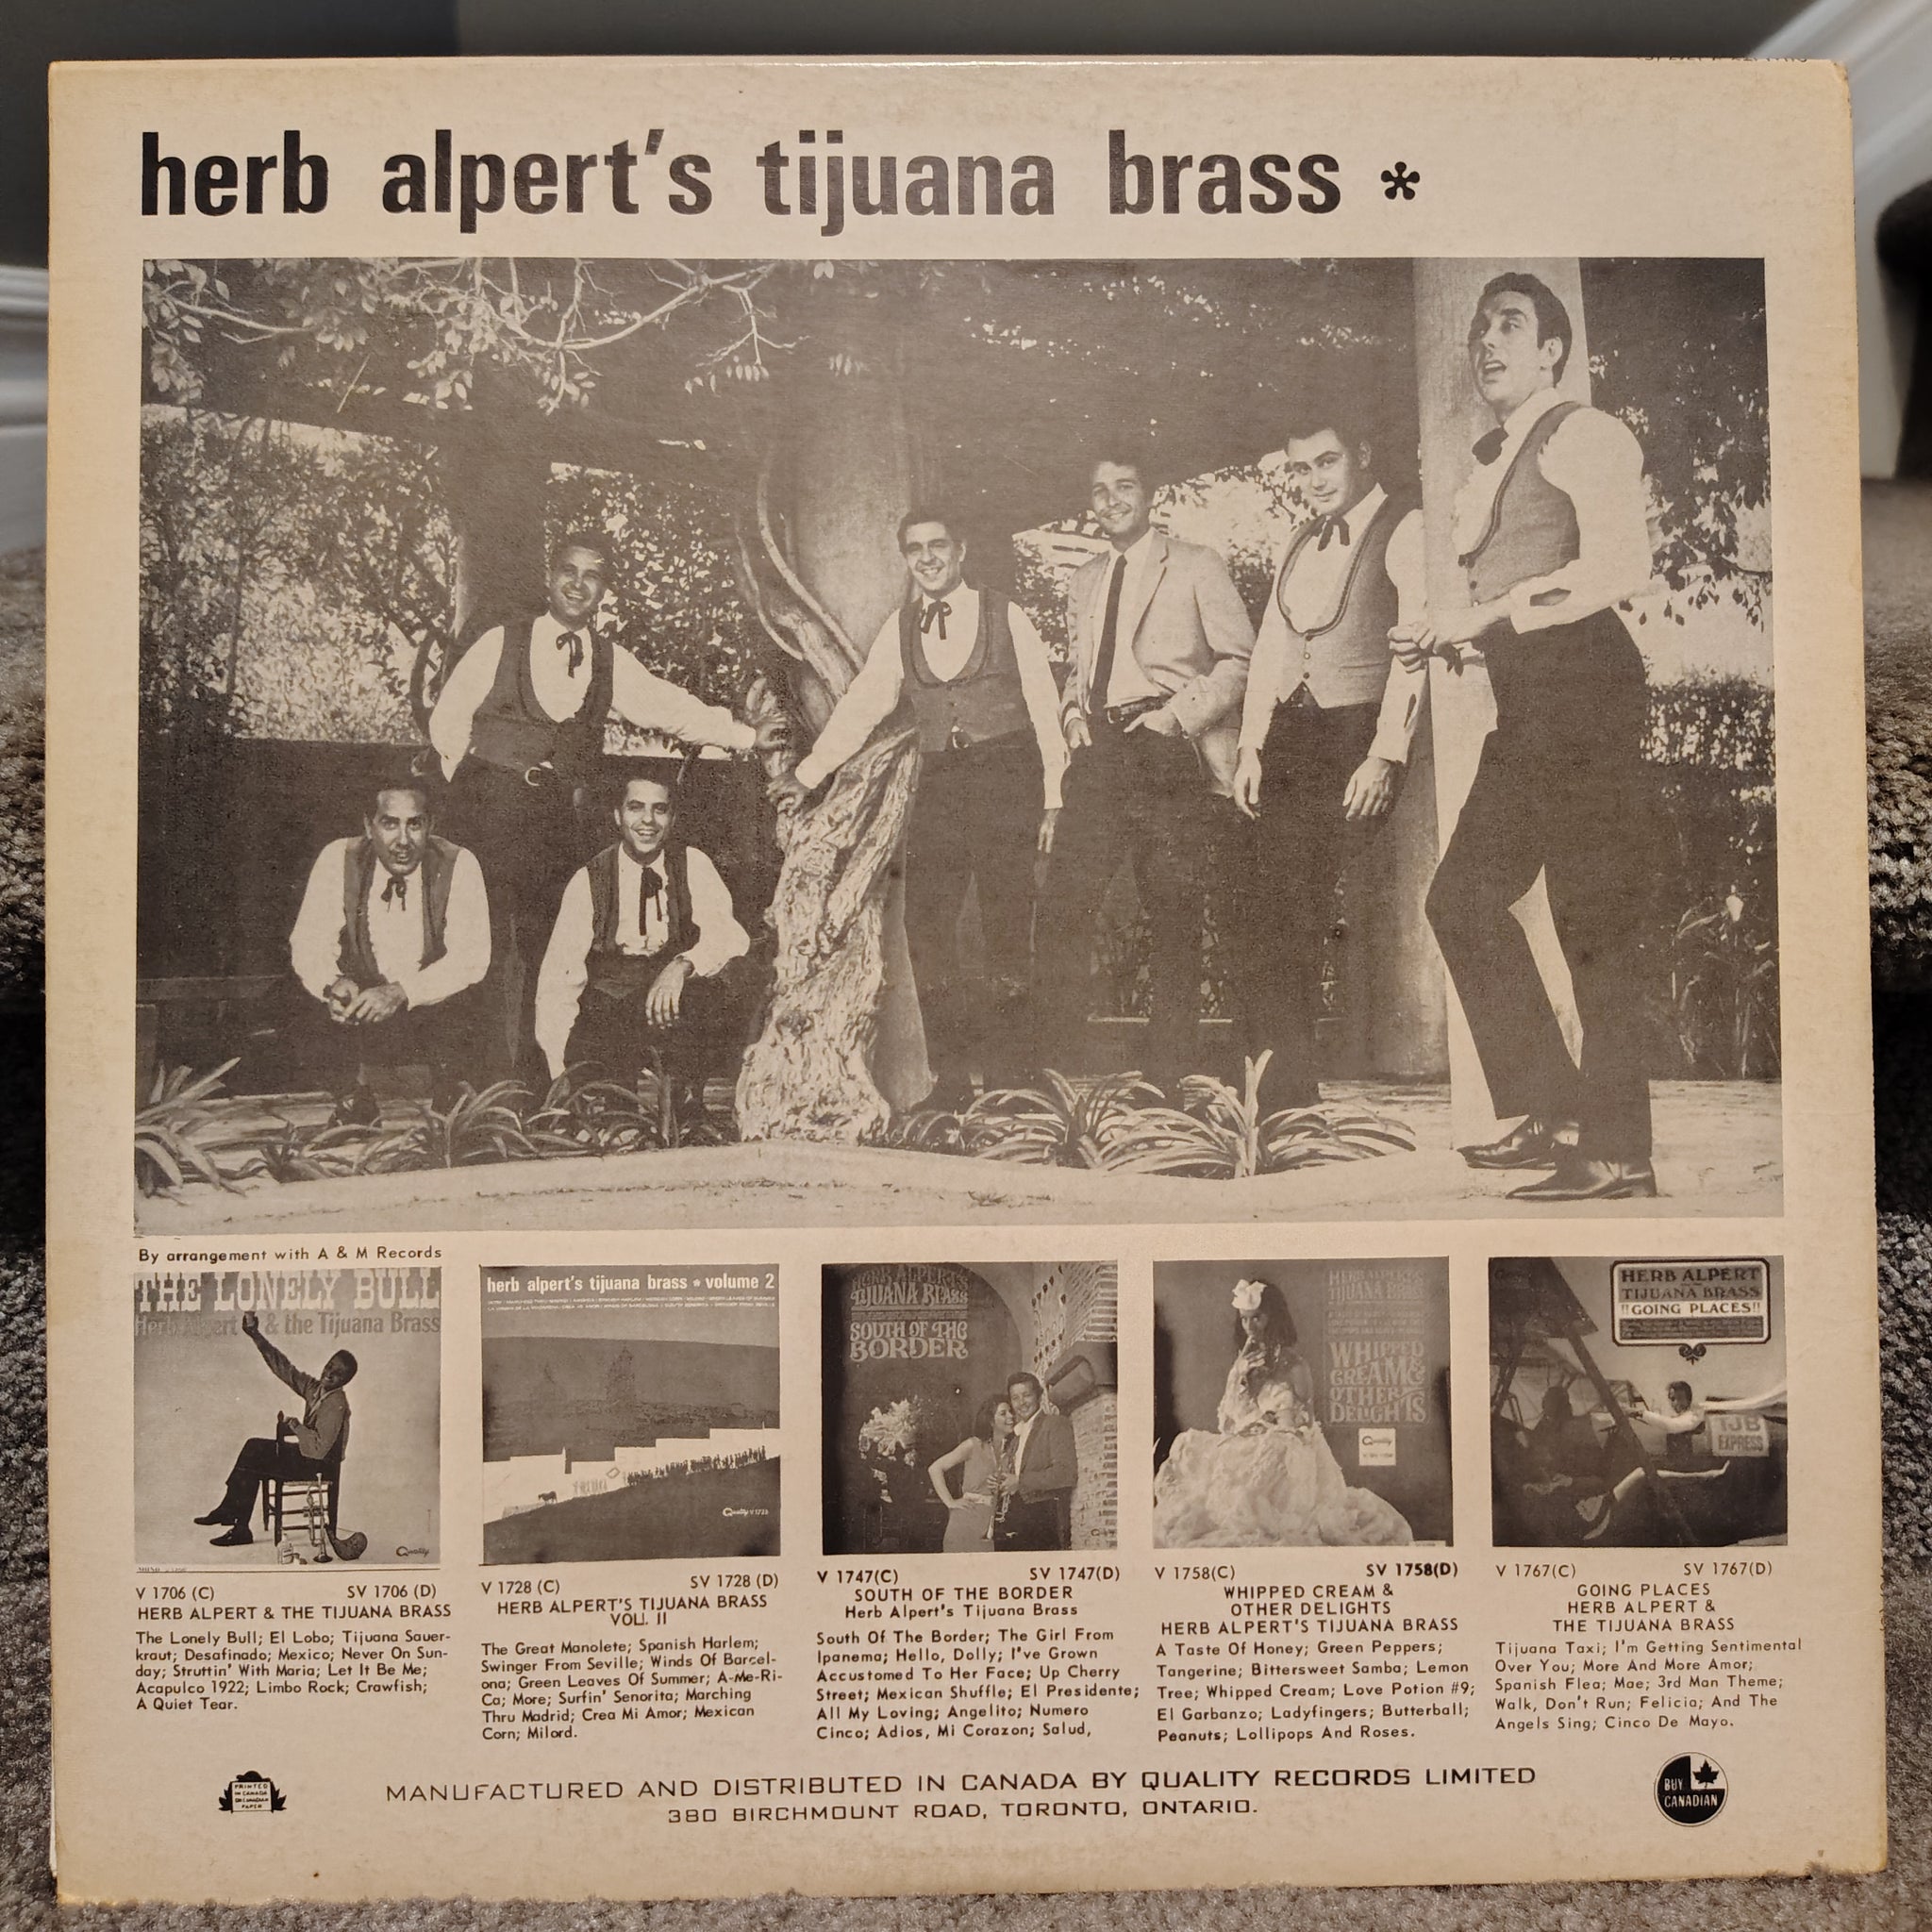 herb alpert's tijuana brass *
By arrangement with A & M Records
THE LONELY BULL
Herb Alpert & the Tijuana Brass
Quality
V 1706 (C) SV 1706 (D)
HERB ALPERT & THE TIJUANA BRASS
The Lonely Bull; El Lobo; Tijuana Sauer-
kraut; Desafinado; Mexico; Never On Sun-
day; Struttin' With Maria; Let It Be Me;
Acapulco 1922; Limbo Rock; Crawfish;
A Quiet Tear.
herb alpert's tijuana brass * volume 2
Quality V 1728
V 1728 (C) SV 1728 (D)
HERB ALPERT'S TIJUANA BRASS
VOL. II
The Great Manolete; Spanish Harlem;
Swinger From Seville; Winds Of Barcel-
ona; Green Leaves Of Summer; A-Me-Ri-
Ca; More; Surfin' Senorita; Marching
Thru Madrid; Crea Mi Amor; Mexican
Corn; Milord.
HERB ALPERT'S
TIJUANA BRASS
SOUTH OF THE
BORDER
V 1747(C) SV 1747(D)
SOUTH OF THE BORDER
Herb Alpert's Tijuana Brass
South Of The Border; The Girl From
Ipanema; Hello, Dolly; I've Grown
Accustomed To Her Face; Up Cherry
Street; Mexican Shuffle; El Presidente;
All My Loving; Angelito; Numero
Cinco; Adios, Mi Corazon; Salud,
HERB ALPERT'S
TIJUANA BRASS
WHIPPED
CREAM &
OTHER
DELIGHTS
Quality
V 1758(C) SV 1758(D)
WHIPPED CREAM &
OTHER DELIGHTS
HERB ALPERT'S TIJUANA BRASS
A Taste Of Honey; Green Peppers;
Tangerine; Bittersweet Samba; Lemon
Tree; Whipped Cream; Love Potion #9;
El Garbanzo; Ladyfingers; Butterball;
Peanuts; Lollipops And Roses.
HERB ALPERT
TIJUANA BRASS
!!GOING PLACES!!
TJB
EXPRESS
V 1767(C) SV 1767(D)
GOING PLACES
HERB ALPERT &
THE TIJUANA BRASS
Tijuana Taxi; I'm Getting Sentimental
Over You; More And More Amor;
Spanish Flea; Mae; 3rd Man Theme;
Walk, Don't Run; Felicia; And The
Angels Sing; Cinco De Mayo.
PRINTED
IN CANADA
ON CANADIAN
PAPER
MANUFACTURED AND DISTRIBUTED IN CANADA BY QUALITY RECORDS LIMITED
380 BIRCHMOUNT ROAD, TORONTO, ONTARIO.
BUY
CANADIAN